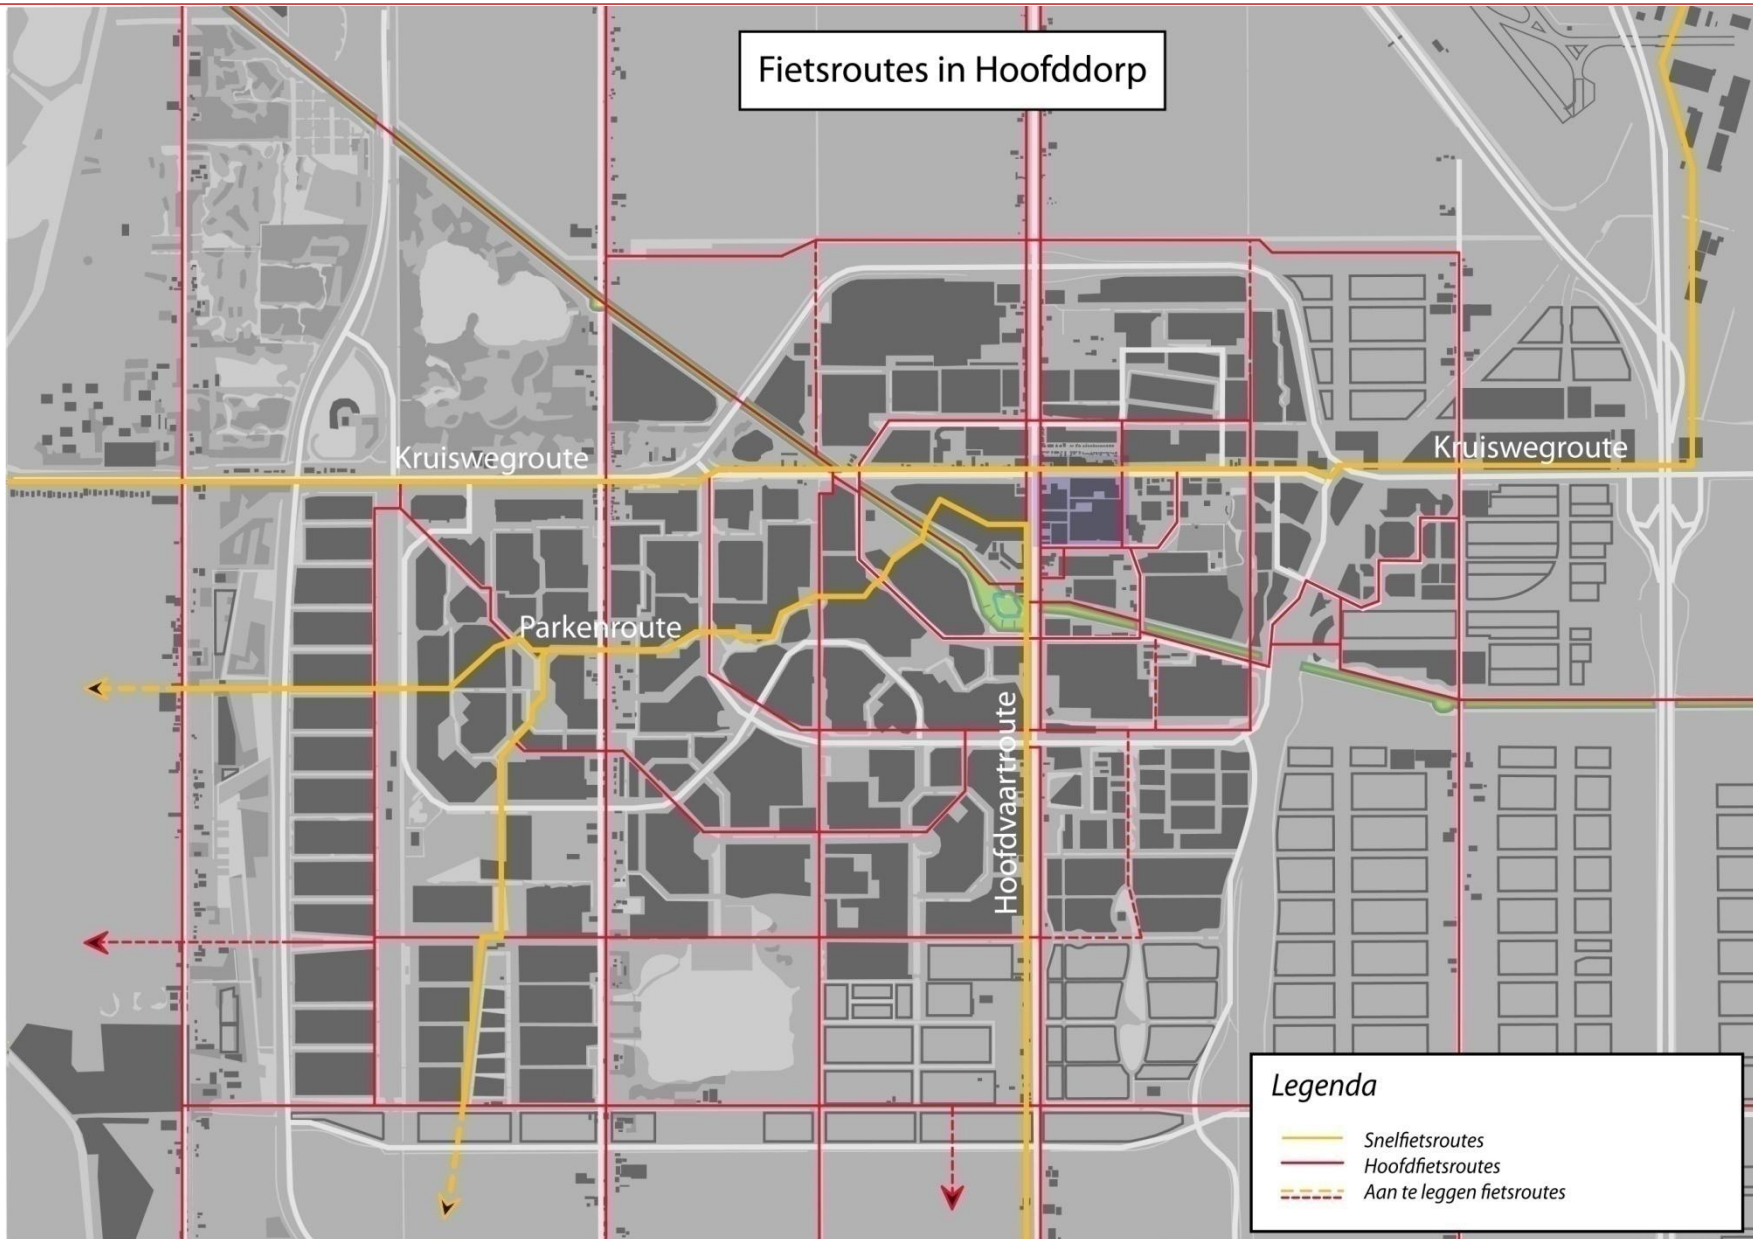 Fietsroutes in Hoofddorp
Kruiswegroute
Kruiswegroute
Parkenroute
Hoofdvaartroute
Legenda
Snelfietsroutes
Hoofdfietsroutes
Aan te leggen fietsroutes